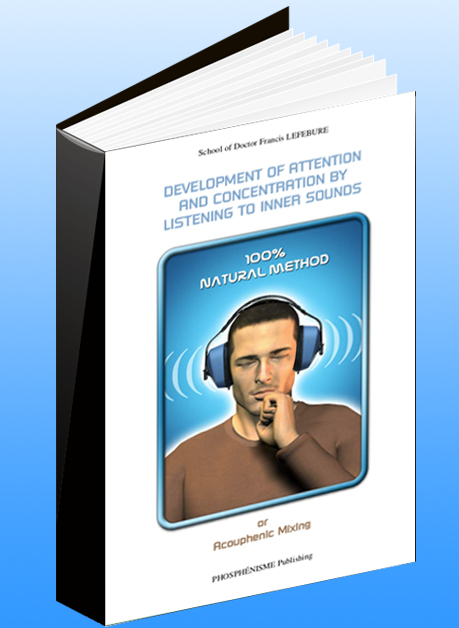 School of Doctor Francis LEFEBURE
DEVELOPMENT OF ATTENTION
AND CONCENTRATION BY
LISTENING TO INNER SOUNDS
100%
NATURAL METHOD
or
Acouphenic Mixing
PHOSPHÉNISME Publishing